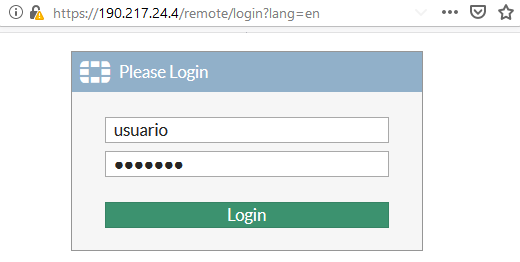 https://190.217.24.4/remote/login?lang=en
Please Login
usuario
●●●●●●●
Login